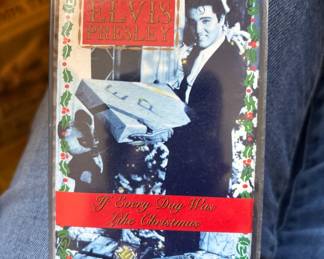 ELVIS
PRESLEY
If Every Day Was
Like Christmas